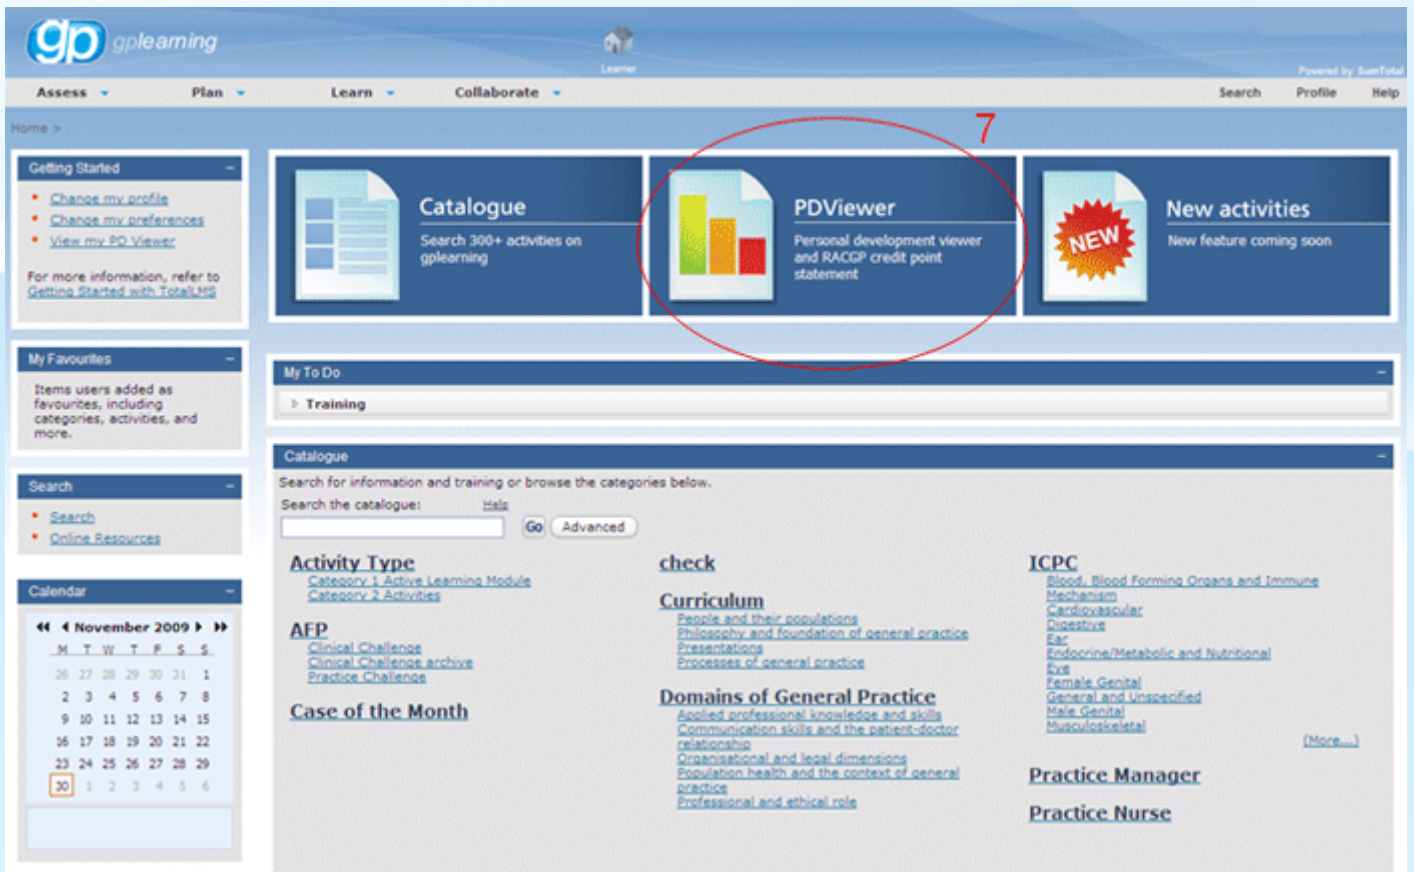 gp gplearning
Learner
Powered by SumTotal
Assess Plan Learn Collaborate Search Profile Help
Home >
Getting Started
Change my profile
Change my preferences
View my PD Viewer
For more information, refer to
Getting Started with TotalLMS
My Favourites
Items users added as
favourites, including
categories, activities, and
more.
Search
Search
Online Resources
Calendar
November 2009
M T W T F S S
26 27 28 29 30 31 1
2 3 4 5 6 7 8
9 10 11 12 13 14 15
16 17 18 19 20 21 22
23 24 25 26 27 28 29
30 1 2 3 4 5 6
Catalogue
Search 300+ activities on
gplearning
7
PDViewer
Personal development viewer
and RACGP credit point
statement
NEW
New activities
New feature coming soon
My To Do
Training
Catalogue
Search for information and training or browse the categories below.
Search the catalogue: Help
Go Advanced
Activity Type
Category 1 Active Learning Module
Category 2 Activities
AFP
Clinical Challenge
Clinical Challenge archive
Practice Challenge
Case of the Month
check
Curriculum
People and their populations
Philosophy and foundation of general practice
Presentations
Processes of general practice
Domains of General Practice
Applied professional knowledge and skills
Communication skills and the patient-doctor
relationship
Organisational and legal dimensions
Population health and the context of general
practice
Professional and ethical role
ICPC
Blood, Blood Forming Organs and Immune
Mechanism
Cardiovascular
Digestive
Ear
Endocrine/Metabolic and Nutritional
Eye
Female Genital
General and Unspecified
Male Genital
Musculoskeletal
(More...)
Practice Manager
Practice Nurse